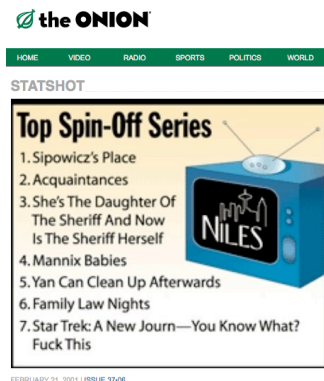 the ONION
HOME VIDEO RADIO SPORTS POLITICS WORLD
STATSHOT
Top Spin-Off Series
1. Sipowicz's Place
2. Acquaintances
3. She's The Daughter Of
The Sheriff And Now
Is The Sheriff Herself
4. Mannix Babies
5. Yan Can Clean Up Afterwards
6. Family Law Nights
7. Star Trek: A New Journ—You Know What?
Fuck This
NILES
FEBRUARY 21, 2001 | ISSUE 37•06